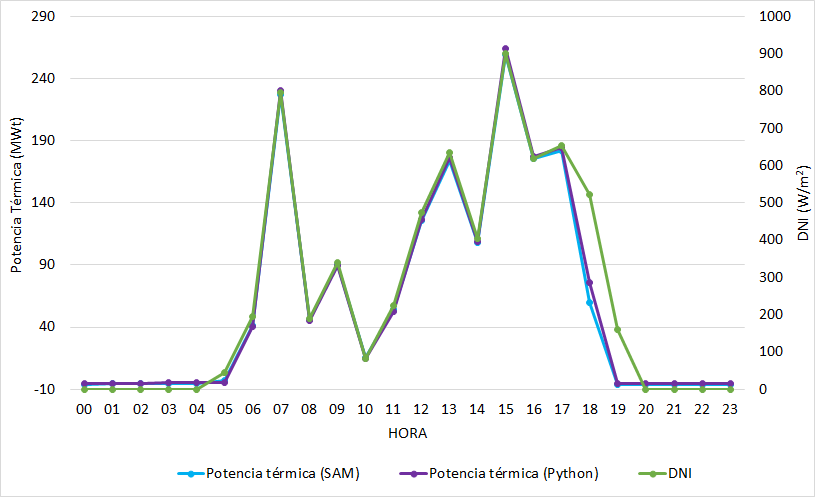 290 1000
900
240
800
190 700
600
140 500
400
90
300
40 200
100
-10 0
Potencia Térmica (MWt)
DNI (W/m²)
00 01 02 03 04 05 06 07 08 09 10 11 12 13 14 15 16 17 18 19 20 21 22 23
HORA
Potencia térmica (SAM) Potencia térmica (Python) DNI